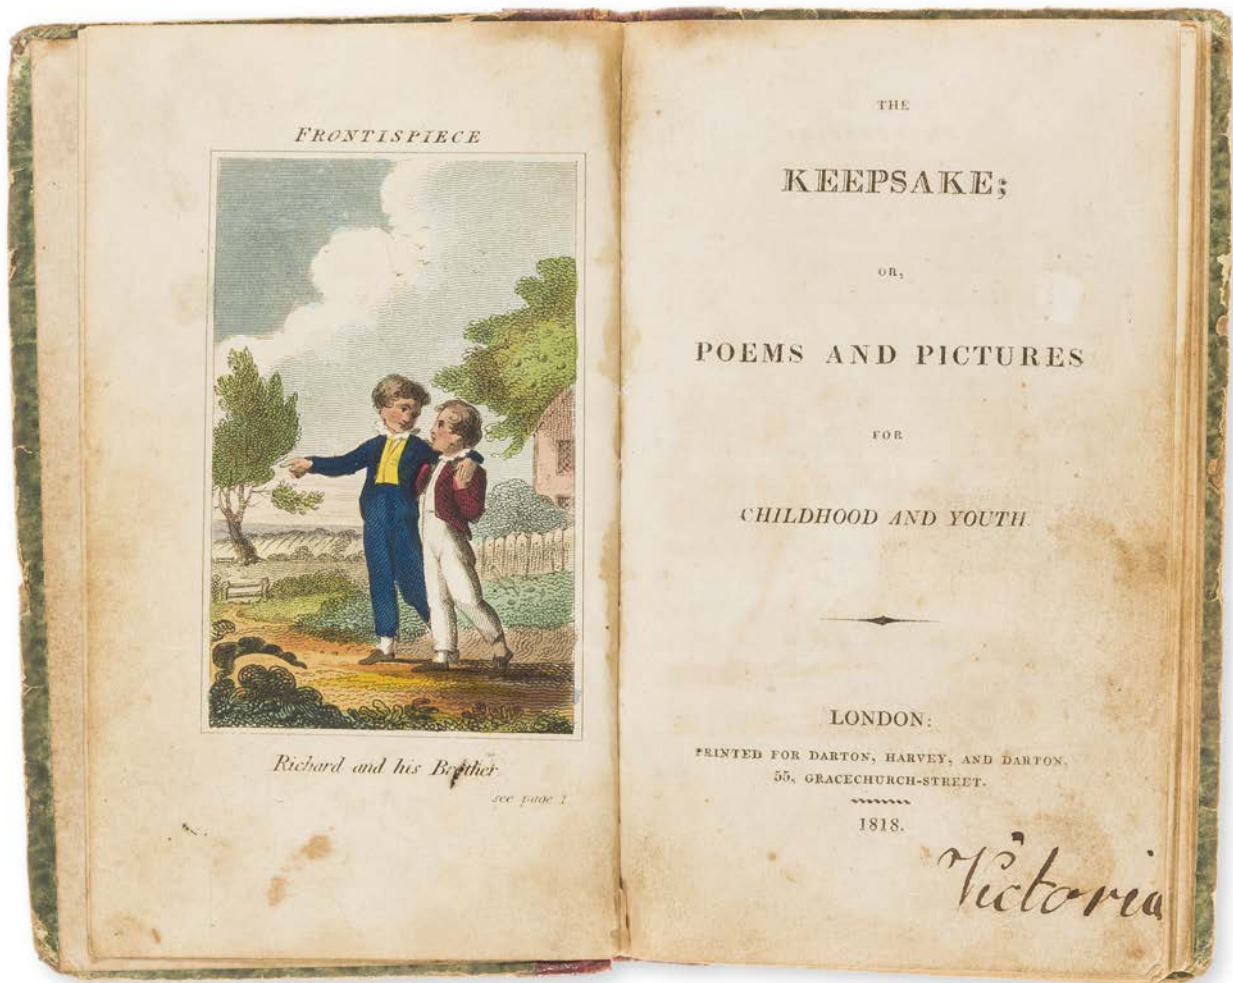 FRONTISPIECE
Richard and his Brother
see page 1
THE
KEEPSAKE;
OR,
POEMS AND PICTURES
FOR
CHILDHOOD AND YOUTH
LONDON:
PRINTED FOR DARTON, HARVEY, AND DARTON,
55, GRACECHURCH-STREET.
1818.
Victoria